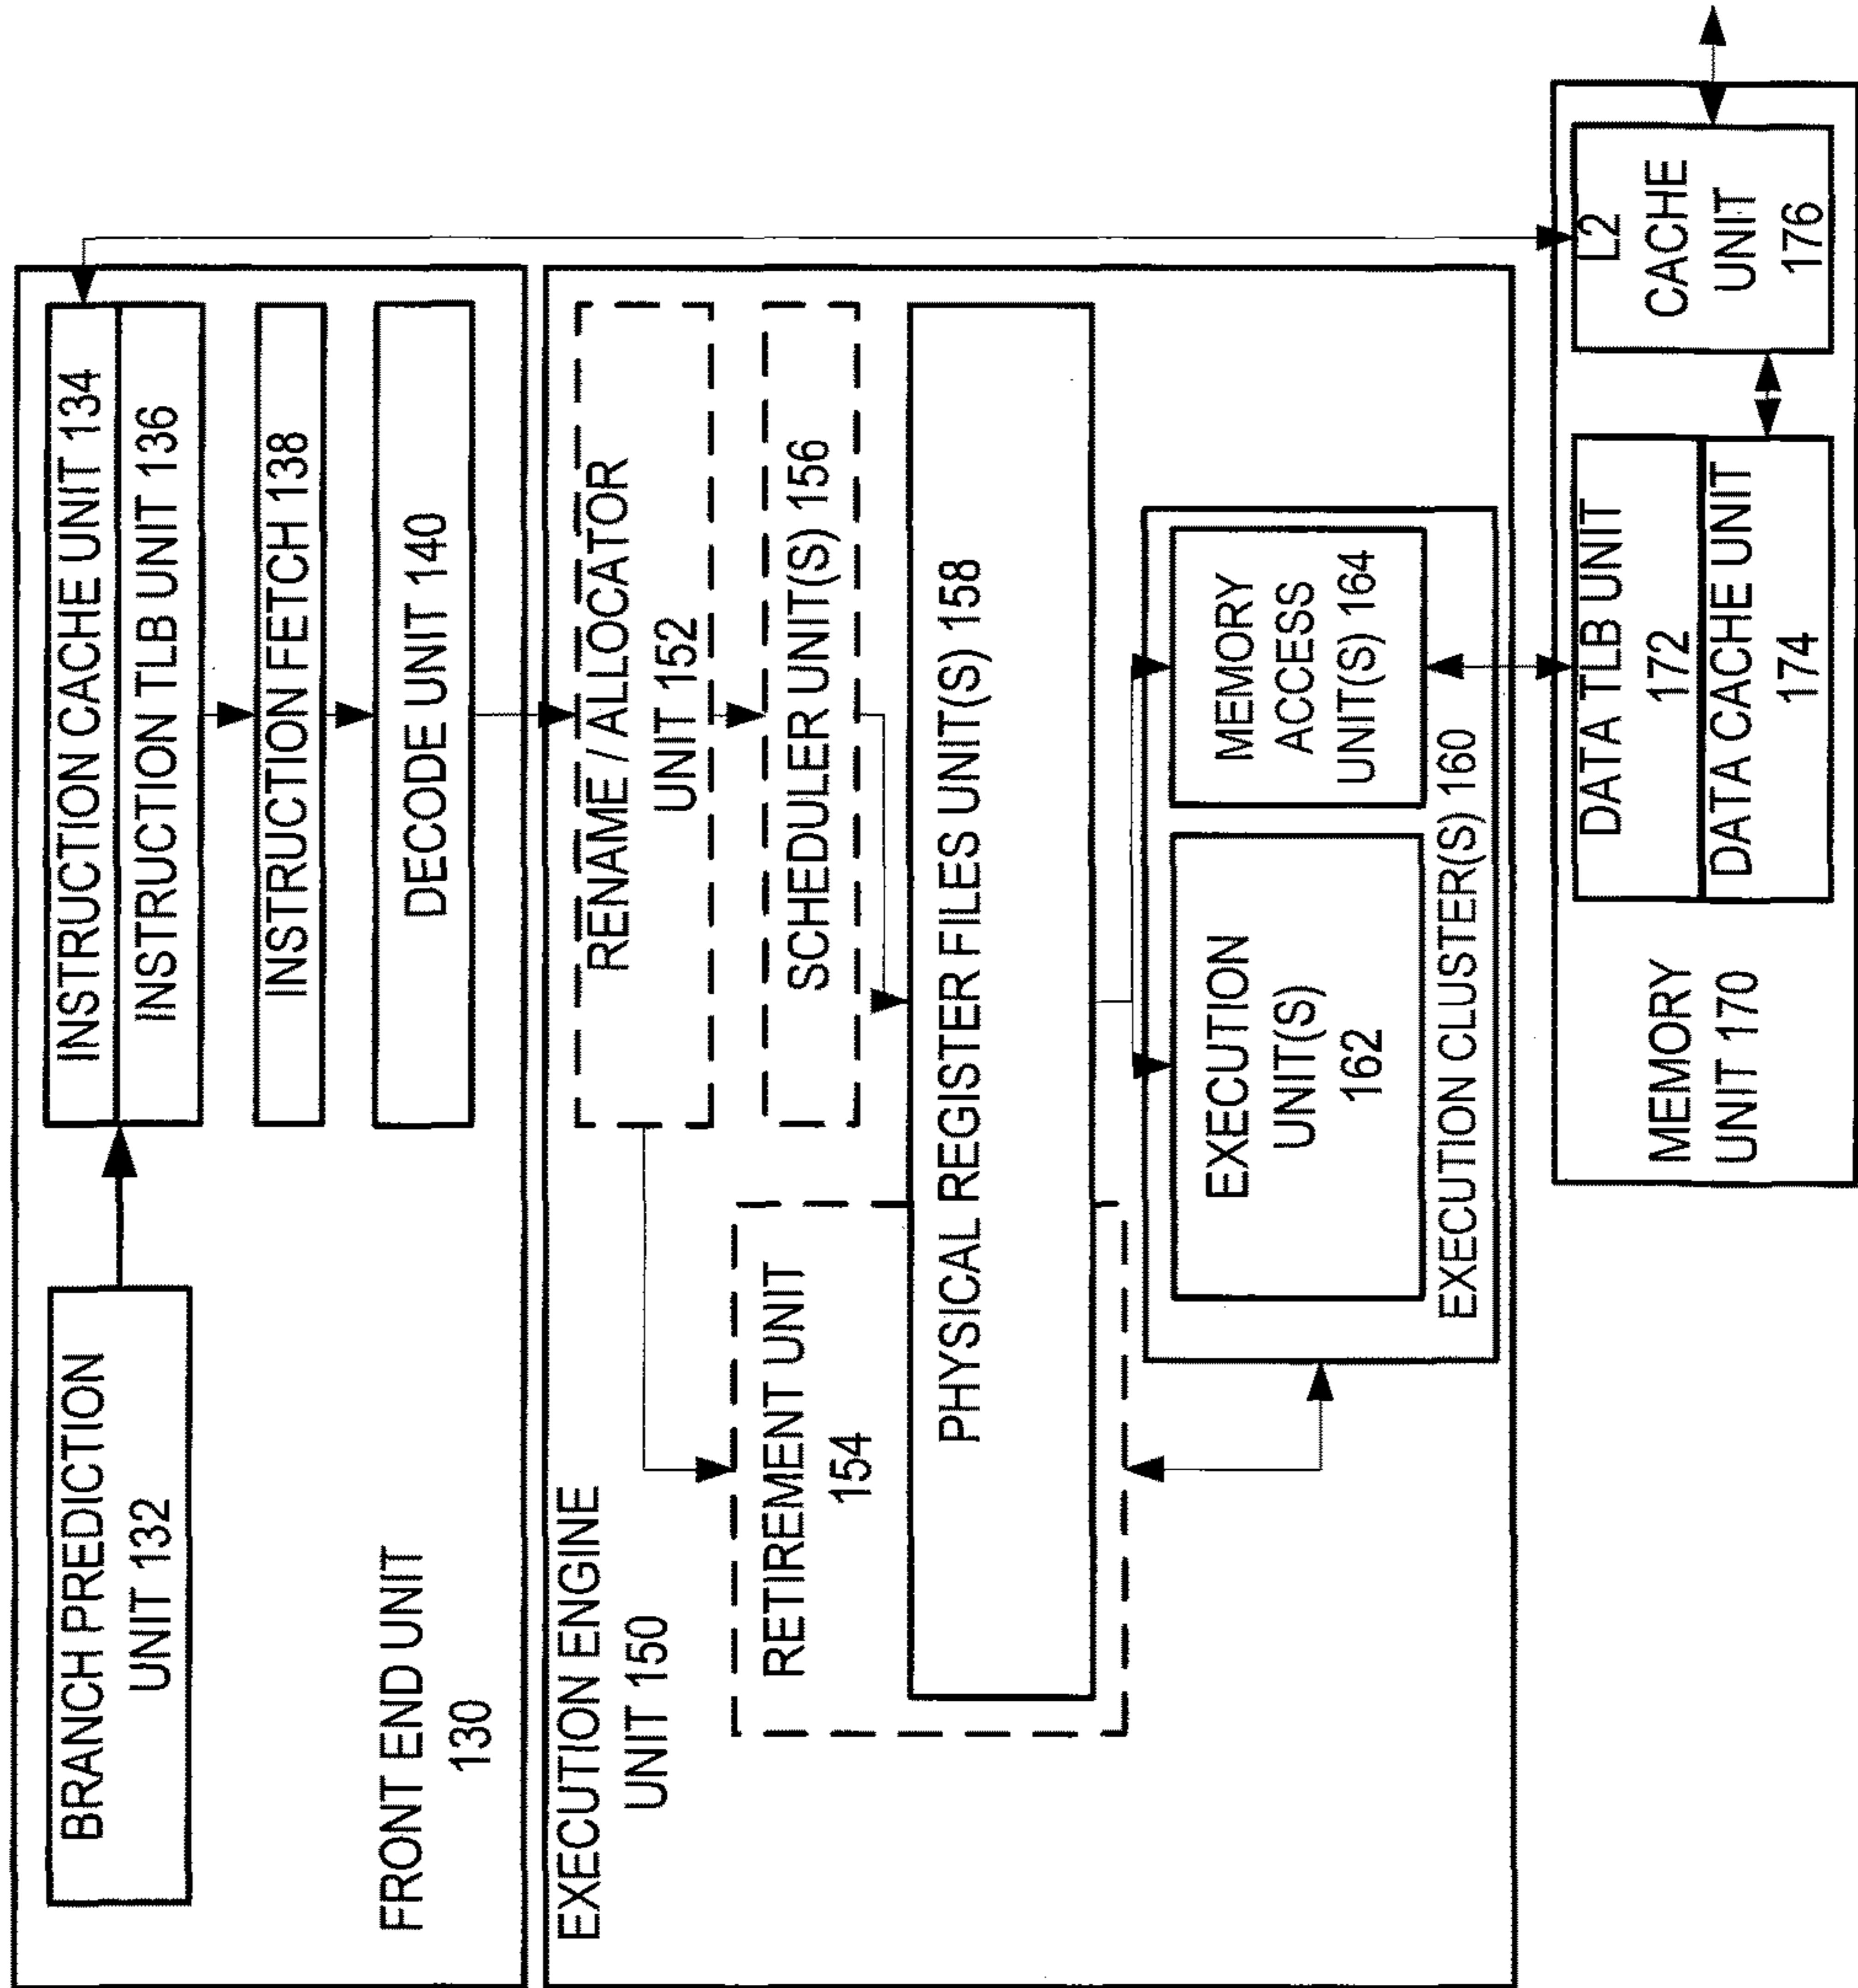 BRANCH PREDICTION
UNIT 132
INSTRUCTION CACHE UNIT 134
INSTRUCTION TLB UNIT 136
INSTRUCTION FETCH 138
DECODE UNIT 140
FRONT END UNIT
130
EXECUTION ENGINE
UNIT 150
RENAME / ALLOCATOR
UNIT 152
RETIREMENT UNIT
154
SCHEDULER UNIT(S) 156
PHYSICAL REGISTER FILES UNIT(S) 158
EXECUTION
UNIT(S)
162
MEMORY
ACCESS
UNIT(S) 164
EXECUTION CLUSTER(S) 160
MEMORY
UNIT 170
DATA TLB UNIT
172
DATA CACHE UNIT
174
L2
CACHE
UNIT
176